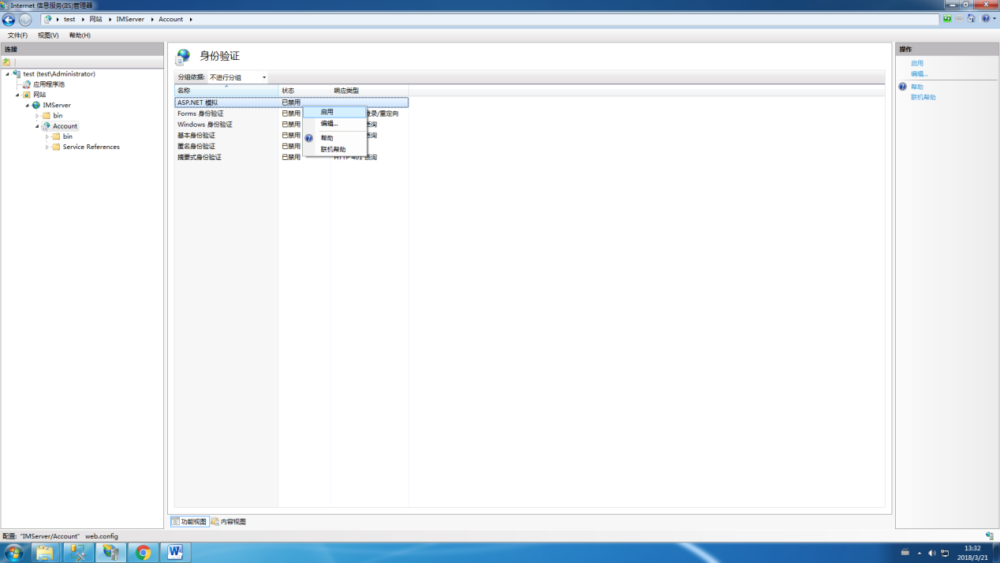 Internet 信息服务(IIS)管理器
test 网站 IMServer Account
文件(F) 视图(V) 帮助(H)
连接
test (test\Administrator)
应用程序池
网站
IMServer
bin
Account
bin
Service References
身份验证
分组依据: 不进行分组
名称 状态 响应类型
ASP.NET 模拟 已禁用
Forms 身份验证 已禁用 登录/重定向
Windows 身份验证 已禁用 质询
基本身份验证 已禁用 质询
匿名身份验证 已禁用
摘要式身份验证 已禁用 HTTP 401 质询
启用
编辑...
帮助
联机帮助
功能视图 内容视图
操作
启用
编辑...
帮助
联机帮助
配置: "IMServer/Account" web.config
13:32
2018/3/21